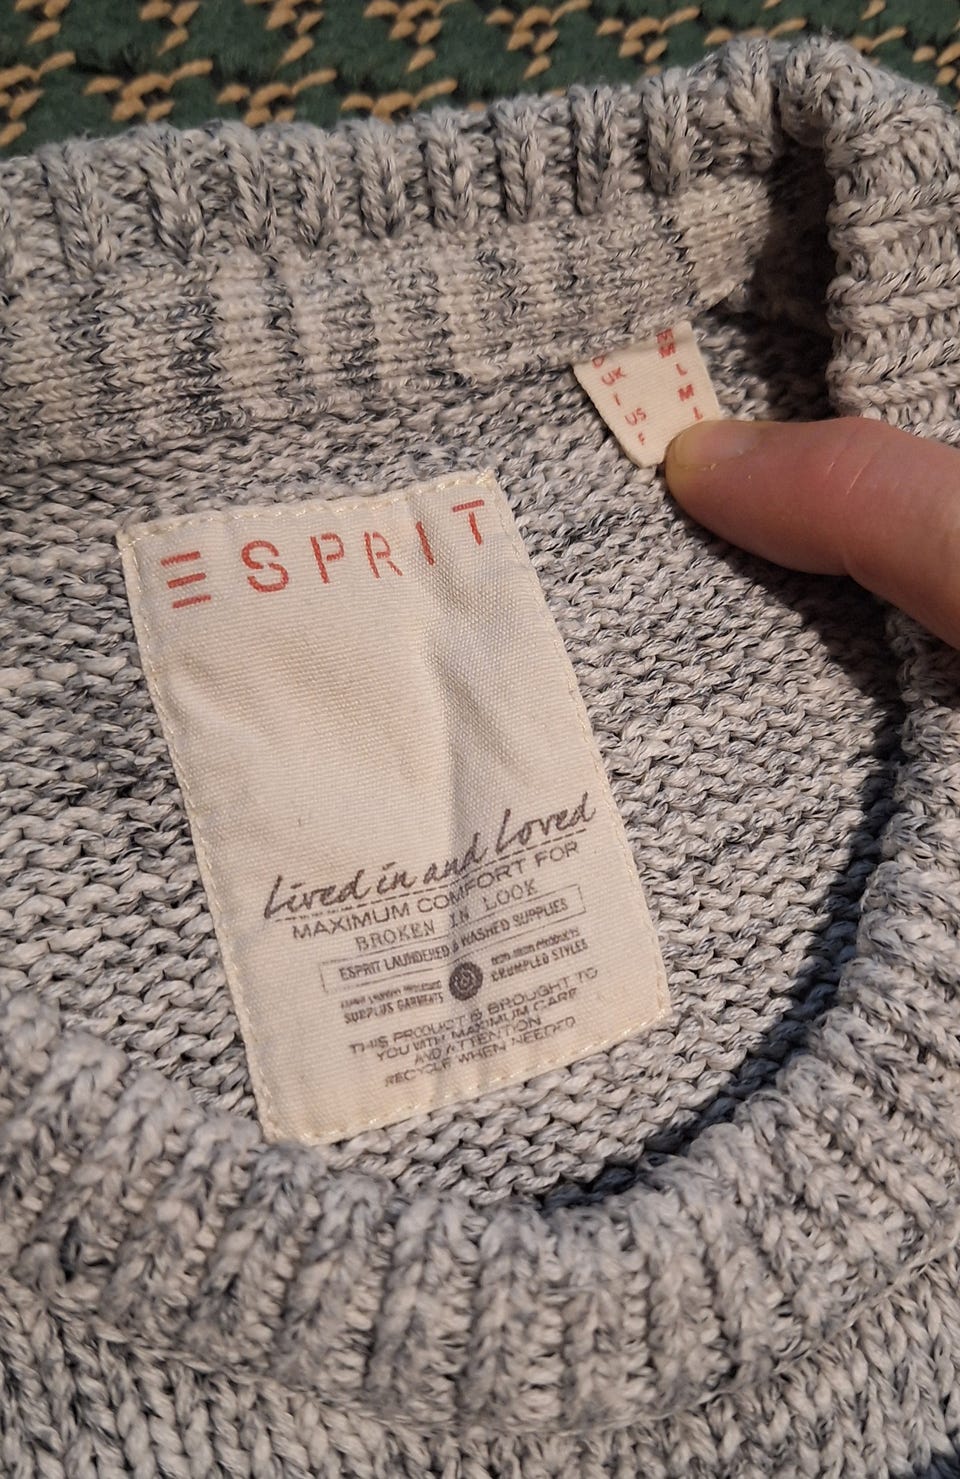 D M
UK M
I L
US M
F L
ESPRIT
Lived in and Loved
MAXIMUM COMFORT FOR
BROKEN IN LOOK
ESPRIT LAUNDERED & WASHED SUPPLIES
SURPLUS GARMENTS
CRUMPLED STYLES
THIS PRODUCT IS BROUGHT TO
YOU WITH MAXIMUM CARE
AND ATTENTION
RECYCLE WHEN NEEDED